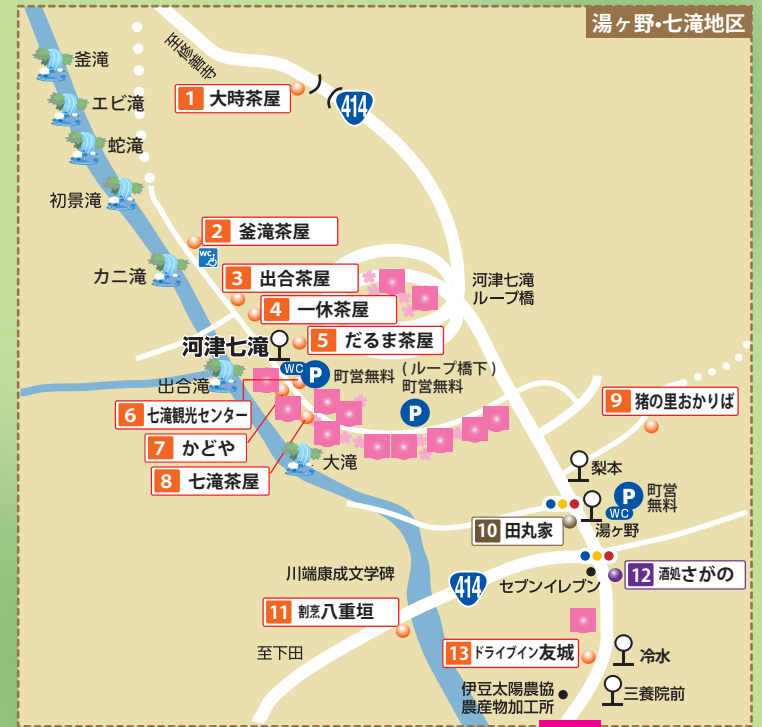 湯ヶ野・七滝地区
至修善寺
釜滝
エビ滝
蛇滝
初景滝
カニ滝
1 大時茶屋
414
2 釜滝茶屋
WC
3 出合茶屋
4 一休茶屋
河津七滝
ループ橋
5 だるま茶屋
河津七滝
WC
P
町営無料
(ループ橋下)
町営無料
P
出合滝
6 七滝観光センター
7 かどや
8 七滝茶屋
大滝
9 猪の里おかりば
梨本
P
町営
無料
WC
湯ヶ野
10 田丸家
川端康成文学碑
414
セブンイレブン
12 酒処さがの
11 割烹八重垣
至下田
13 ドライブイン友城
冷水
伊豆太陽農協
農産物加工所
三養院前